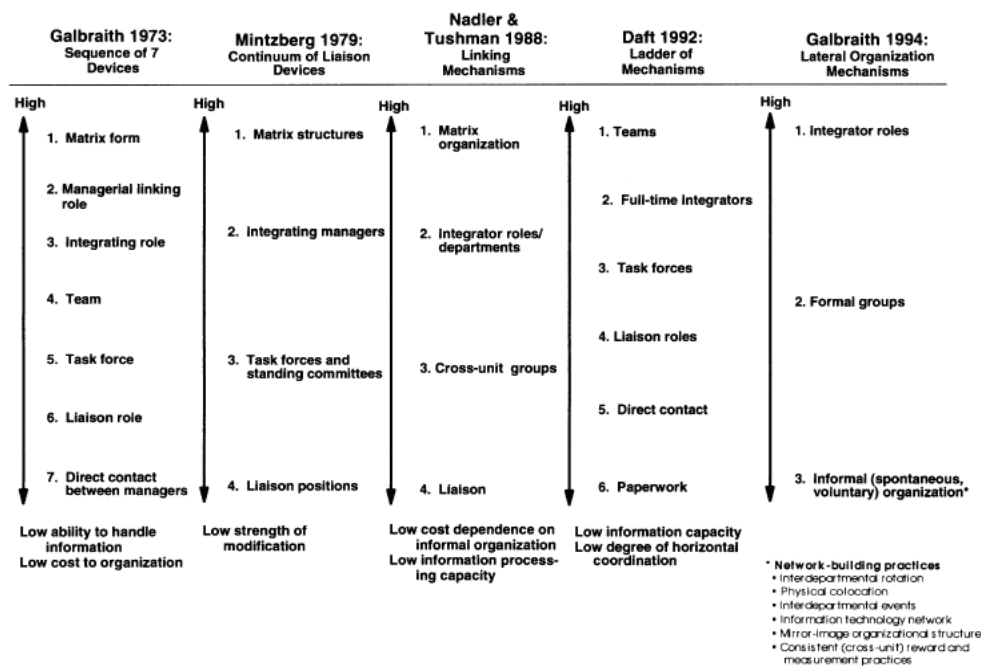 Galbraith 1973:
Sequence of 7
Devices
High
1. Matrix form
2. Managerial linking
role
3. Integrating role
4. Team
5. Task force
6. Liaison role
7. Direct contact
between managers
Low ability to handle
information
Low cost to organization
Mintzberg 1979:
Continuum of Liaison
Devices
High
1. Matrix structures
2. Integrating managers
3. Task forces and
standing committees
4. Liaison positions
Low strength of
modification
Nadler &
Tushman 1988:
Linking
Mechanisms
High
1. Matrix
organization
2. Integrator roles/
departments
3. Cross-unit groups
4. Liaison
Low cost dependence on
informal organization
Low information process-
ing capacity
Daft 1992:
Ladder of
Mechanisms
High
1. Teams
2. Full-time integrators
3. Task forces
4. Liaison roles
5. Direct contact
6. Paperwork
Low information capacity
Low degree of horizontal
coordination
Galbraith 1994:
Lateral Organization
Mechanisms
High
1. Integrator roles
2. Formal groups
3. Informal (spontaneous,
voluntary) organization*
* Network-building practices
• Interdepartmental rotation
• Physical colocation
• Interdepartmental events
• Information technology network
• Mirror-image organizational structure
• Consistent (cross-unit) reward and
measurement practices